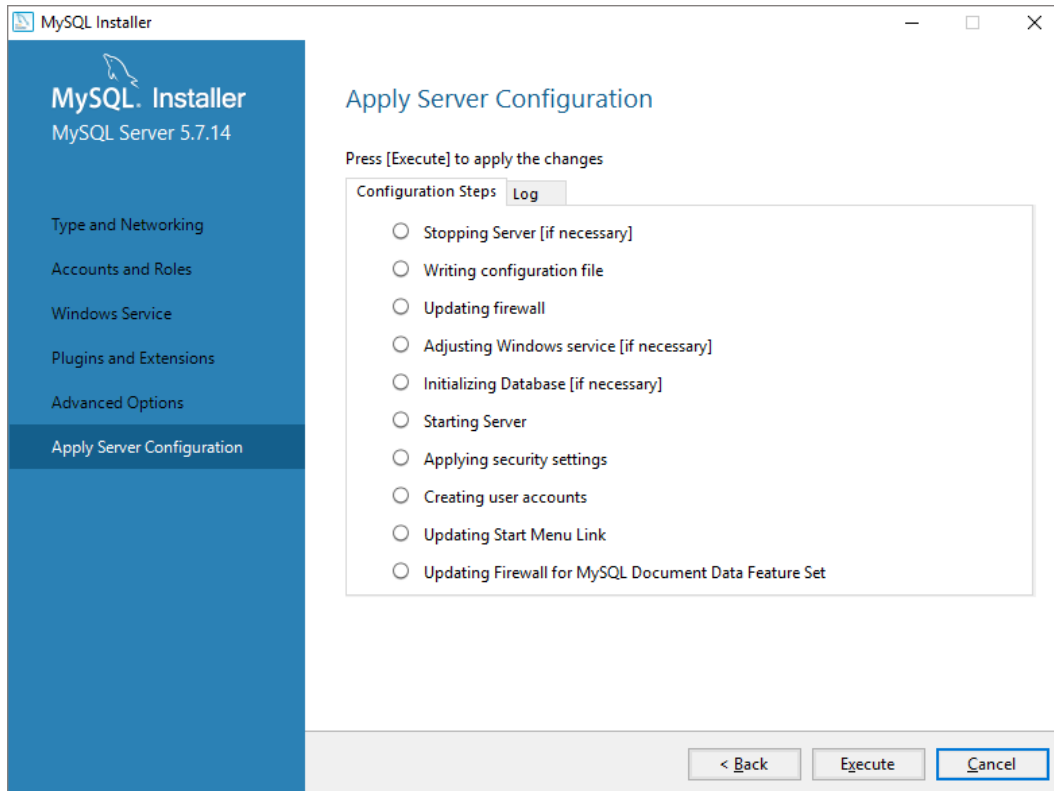 MySQL Installer
MySQL. Installer
MySQL Server 5.7.14
Type and Networking
Accounts and Roles
Windows Service
Plugins and Extensions
Advanced Options
Apply Server Configuration
Apply Server Configuration
Press [Execute] to apply the changes
Configuration Steps
Log
Stopping Server [if necessary]
Writing configuration file
Updating firewall
Adjusting Windows service [if necessary]
Initializing Database [if necessary]
Starting Server
Applying security settings
Creating user accounts
Updating Start Menu Link
Updating Firewall for MySQL Document Data Feature Set
< Back
Execute
Cancel